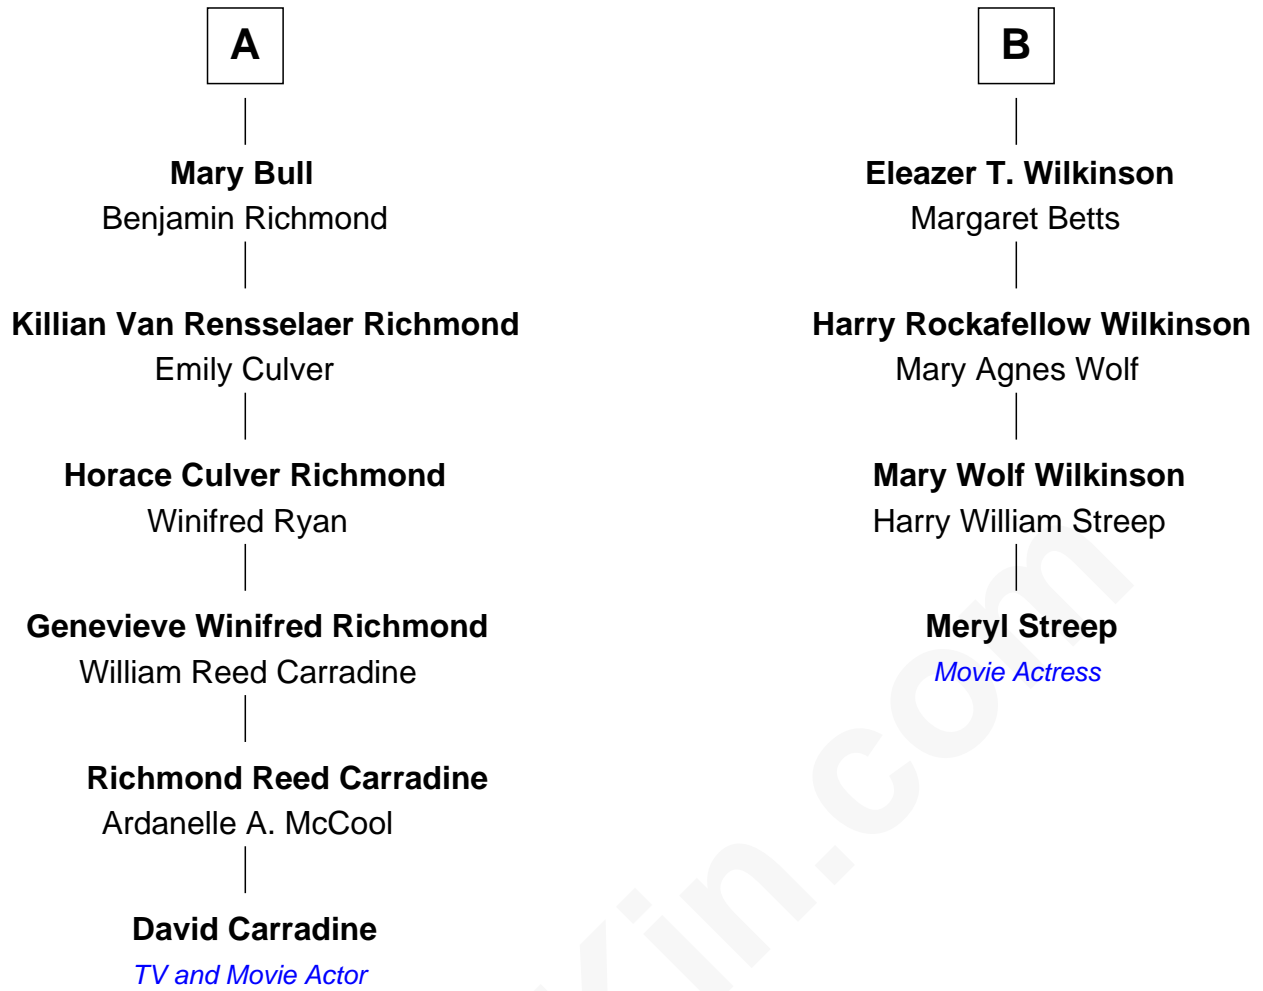 A
Mary Bull
Benjamin Richmond
Killian Van Rensselaer Richmond
Emily Culver
Horace Culver Richmond
Winifred Ryan
Genevieve Winifred Richmond
William Reed Carradine
Richmond Reed Carradine
Ardanelle A. McCool
David Carradine
TV and Movie Actor
B
Eleazer T. Wilkinson
Margaret Betts
Harry Rockafellow Wilkinson
Mary Agnes Wolf
Mary Wolf Wilkinson
Harry William Streep
Meryl Streep
Movie Actress
Kin.com